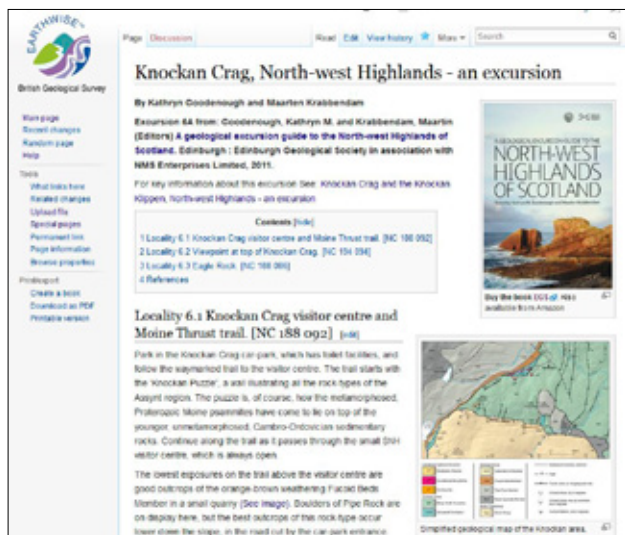 EARTHWISE
British Geological Survey
Main page
Recent changes
Random page
Help
Tools
What links here
Related changes
Upload file
Special pages
Permanent link
Page information
Browse properties
Print/export
Create a book
Download as PDF
Printable version
Page Discussion Read Edit View history More Search
Knockan Crag, North-west Highlands - an excursion
By Kathryn Goodenough and Maarten Krabbendam
Excursion 6A from: Goodenough, Kathryn M. and Krabbendam, Maartin
(Editors) A geological excursion guide to the North-west Highlands of
Scotland. Edinburgh : Edinburgh Geological Society in association with
NMS Enterprises Limited, 2011.
For key information about this excursion See: Knockan Crag and the Knockan
Klippen, North-west Highlands - an excursion
Contents [hide]
1 Locality 6.1 Knockan Crag visitor centre and Moine Thrust trail. [NC 188 092]
2 Locality 6.2 Viewpoint at top of Knockan Crag. [NC 194 094]
3 Locality 6.3 Eagle Rock.
4 References
A GEOLOGICAL EXCURSION GUIDE TO THE
NORTH-WEST
HIGHLANDS
OF SCOTLAND
Buy the book EGS Also
available from Amazon
Locality 6.1 Knockan Crag visitor centre and
Moine Thrust trail. [NC 188 092] [edit]
Park in the Knockan Crag car-park, which has toilet facilities, and
follow the waymarked trail to the visitor centre. The trail starts with
the 'Knockan Puzzle', a wall illustrating all the rock types of the
Assynt region. The puzzle is, of course, how the metamorphosed,
Proterozoic Moine psammites have come to lie on top of the
younger, unmetamorphosed, Cambro-Ordovician sedimentary
rocks. Continue along the trail as it passes through the small SNH
visitor centre, which is always open.
The lowest exposures on the trail above the visitor centre are
good outcrops of the orange-brown weathering Fucoid Beds
Member in a small quarry (See image). Boulders of Pipe Rock are
on display here, but the best outcrops of this rock type occur
lower down the slope, in the road cut by the car-park entrance.
Simplified geological map of the Knockan area.